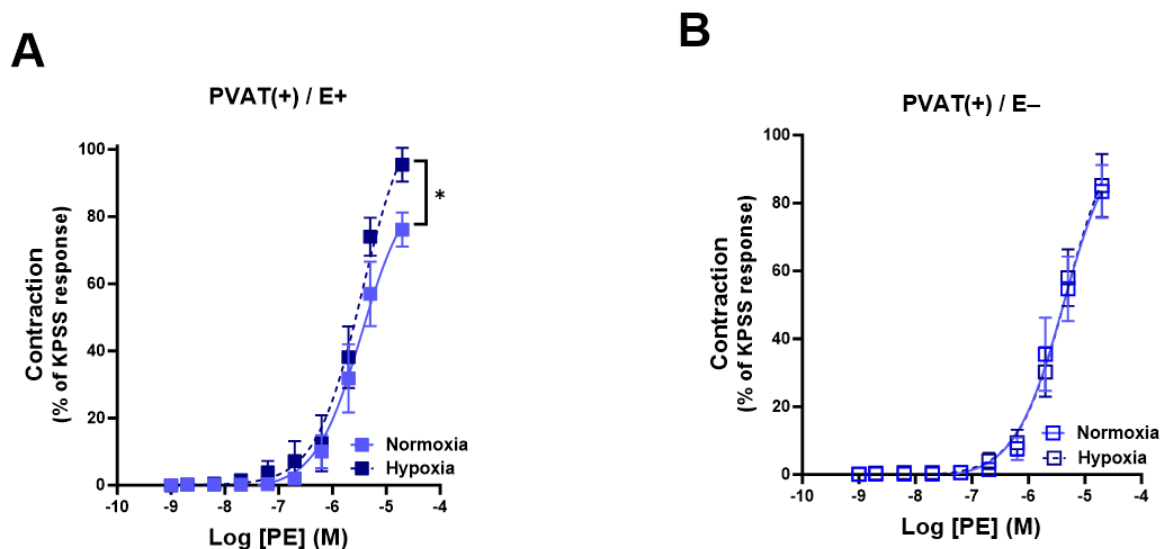 A
PVAT(+) / E+
Contraction
(% of KPSS response)
100
80
60
40
20
0
*
Normoxia
Hypoxia
-10
-9
-8
-7
-6
-5
-4
Log [PE] (M)
B
PVAT(+) / E–
Contraction
(% of KPSS response)
100
80
60
40
20
0
Normoxia
Hypoxia
-10
-9
-8
-7
-6
-5
-4
Log [PE] (M)